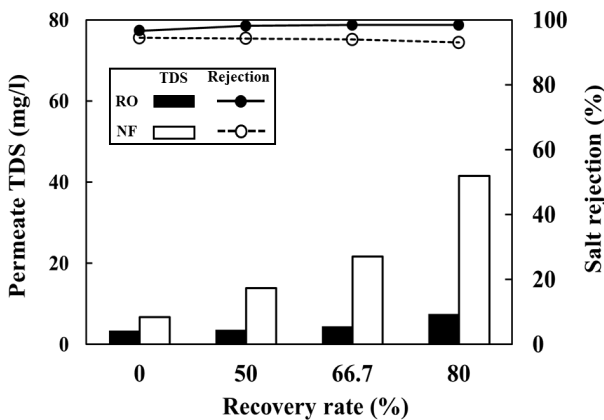 80 100
TDS Rejection
RO
NF
60 80
60
40
40
20
20
0 0
0 50 66.7 80
Recovery rate (%)
Permeate TDS (mg/l)
Salt rejection (%)